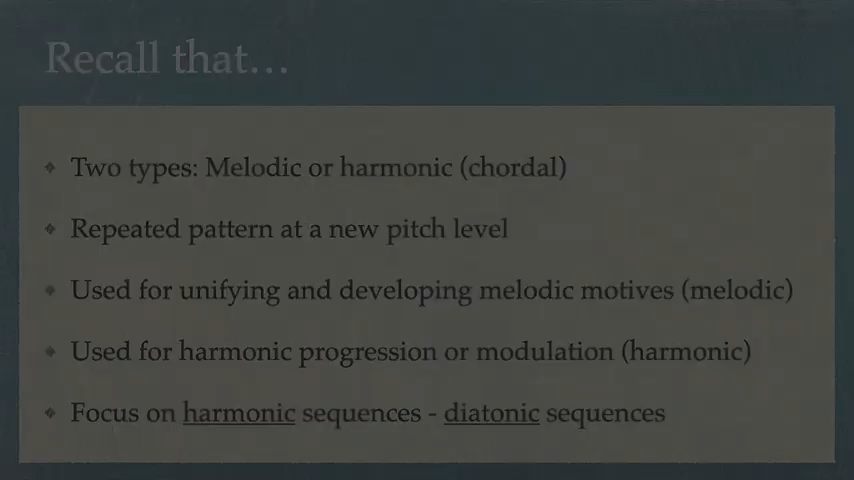 Recall that...
Two types: Melodic or harmonic (chordal)
Repeated pattern at a new pitch level
Used for unifying and developing melodic motives (melodic)
Used for harmonic progression or modulation (harmonic)
Focus on harmonic sequences - diatonic sequences